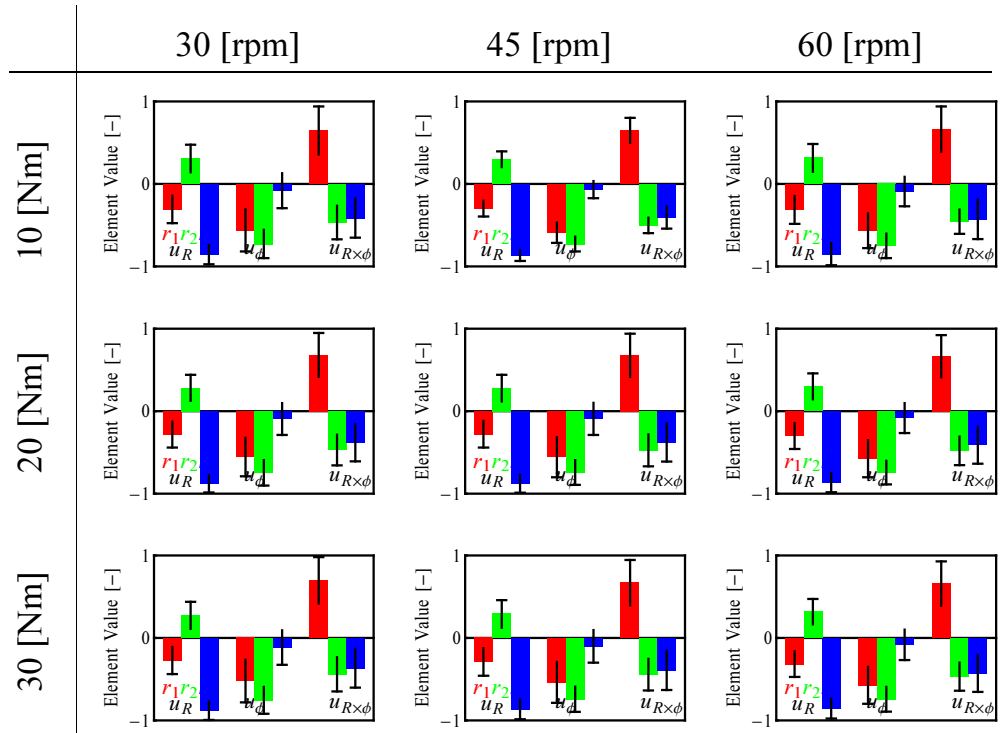 30 [rpm] 45 [rpm] 60 [rpm]
10 [Nm]
Element Value [−]
1
0
−1
r1 r2
uR
uϕ
uR×ϕ
Element Value [−]
1
0
−1
r1 r2
uR
uϕ
uR×ϕ
Element Value [−]
1
0
−1
r1 r2
uR
uϕ
uR×ϕ
20 [Nm]
Element Value [−]
1
0
−1
r1 r2
uR
uϕ
uR×ϕ
Element Value [−]
1
0
−1
r1 r2
uR
uϕ
uR×ϕ
Element Value [−]
1
0
−1
r1 r2
uR
uϕ
uR×ϕ
30 [Nm]
Element Value [−]
1
0
−1
r1 r2
uR
uϕ
uR×ϕ
Element Value [−]
1
0
−1
r1 r2
uR
uϕ
uR×ϕ
Element Value [−]
1
0
−1
r1 r2
uR
uϕ
uR×ϕ